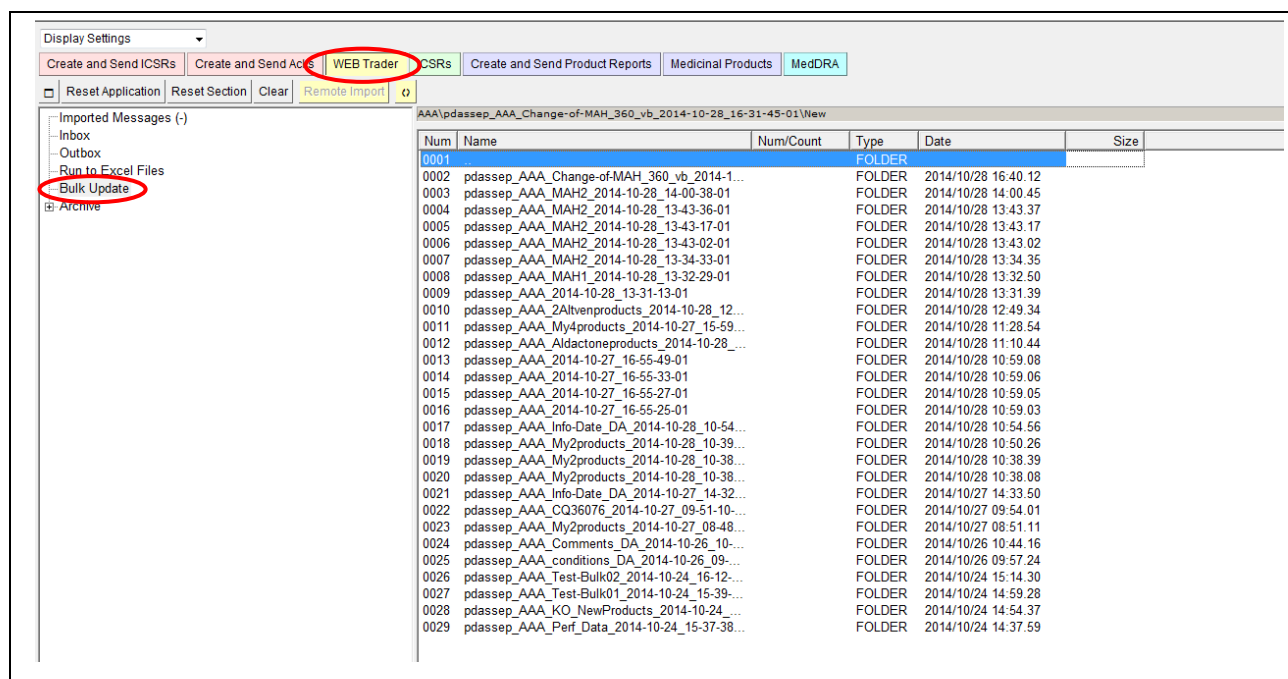 Display Settings
Create and Send ICSRs Create and Send Acks WEB Trader ICSRs Create and Send Product Reports Medicinal Products MedDRA
Reset Application Reset Section Clear Remote Import
Imported Messages (-)
Inbox
Outbox
Run to Excel Files
Bulk Update
Archive
AAA\pdassep_AAA_Change-of-MAH_360_vb_2014-10-28_16-31-45-01\New
Num Name Num/Count Type Date Size
0001 .. FOLDER
0002 pdassep_AAA_Change-of-MAH_360_vb_2014-1... FOLDER 2014/10/28 16:40.12
0003 pdassep_AAA_MAH2_2014-10-28_14-00-38-01 FOLDER 2014/10/28 14:00.45
0004 pdassep_AAA_MAH2_2014-10-28_13-43-36-01 FOLDER 2014/10/28 13:43.37
0005 pdassep_AAA_MAH2_2014-10-28_13-43-17-01 FOLDER 2014/10/28 13:43.17
0006 pdassep_AAA_MAH2_2014-10-28_13-43-02-01 FOLDER 2014/10/28 13:43.02
0007 pdassep_AAA_MAH2_2014-10-28_13-34-33-01 FOLDER 2014/10/28 13:34.35
0008 pdassep_AAA_MAH1_2014-10-28_13-32-29-01 FOLDER 2014/10/28 13:32.50
0009 pdassep_AAA_2014-10-28_13-31-13-01 FOLDER 2014/10/28 13:31.39
0010 pdassep_AAA_2Altvenproducts_2014-10-28_12... FOLDER 2014/10/28 12:49.34
0011 pdassep_AAA_My4products_2014-10-27_15-59... FOLDER 2014/10/28 11:28.54
0012 pdassep_AAA_Aldactoneproducts_2014-10-28_... FOLDER 2014/10/28 11:10.44
0013 pdassep_AAA_2014-10-27_16-55-49-01 FOLDER 2014/10/28 10:59.08
0014 pdassep_AAA_2014-10-27_16-55-33-01 FOLDER 2014/10/28 10:59.06
0015 pdassep_AAA_2014-10-27_16-55-27-01 FOLDER 2014/10/28 10:59.05
0016 pdassep_AAA_2014-10-27_16-55-25-01 FOLDER 2014/10/28 10:59.03
0017 pdassep_AAA_Info-Date_DA_2014-10-28_10-54... FOLDER 2014/10/28 10:54.56
0018 pdassep_AAA_My2products_2014-10-28_10-39... FOLDER 2014/10/28 10:50.26
0019 pdassep_AAA_My2products_2014-10-28_10-38... FOLDER 2014/10/28 10:38.39
0020 pdassep_AAA_My2products_2014-10-28_10-38... FOLDER 2014/10/28 10:38.08
0021 pdassep_AAA_Info-Date_DA_2014-10-27_14-32... FOLDER 2014/10/27 14:33.50
0022 pdassep_AAA_CQ36076_2014-10-27_09-51-10-... FOLDER 2014/10/27 09:54.01
0023 pdassep_AAA_My2products_2014-10-27_08-48... FOLDER 2014/10/27 08:51.11
0024 pdassep_AAA_Comments_DA_2014-10-26_10-... FOLDER 2014/10/26 10:44.16
0025 pdassep_AAA_conditions_DA_2014-10-26_09-... FOLDER 2014/10/26 09:57.24
0026 pdassep_AAA_Test-Bulk02_2014-10-24_16-12-... FOLDER 2014/10/24 15:14.30
0027 pdassep_AAA_Test-Bulk01_2014-10-24_15-39-... FOLDER 2014/10/24 14:59.28
0028 pdassep_AAA_KO_NewProducts_2014-10-24_... FOLDER 2014/10/24 14:54.37
0029 pdassep_AAA_Perf_Data_2014-10-24_15-37-38... FOLDER 2014/10/24 14:37.59